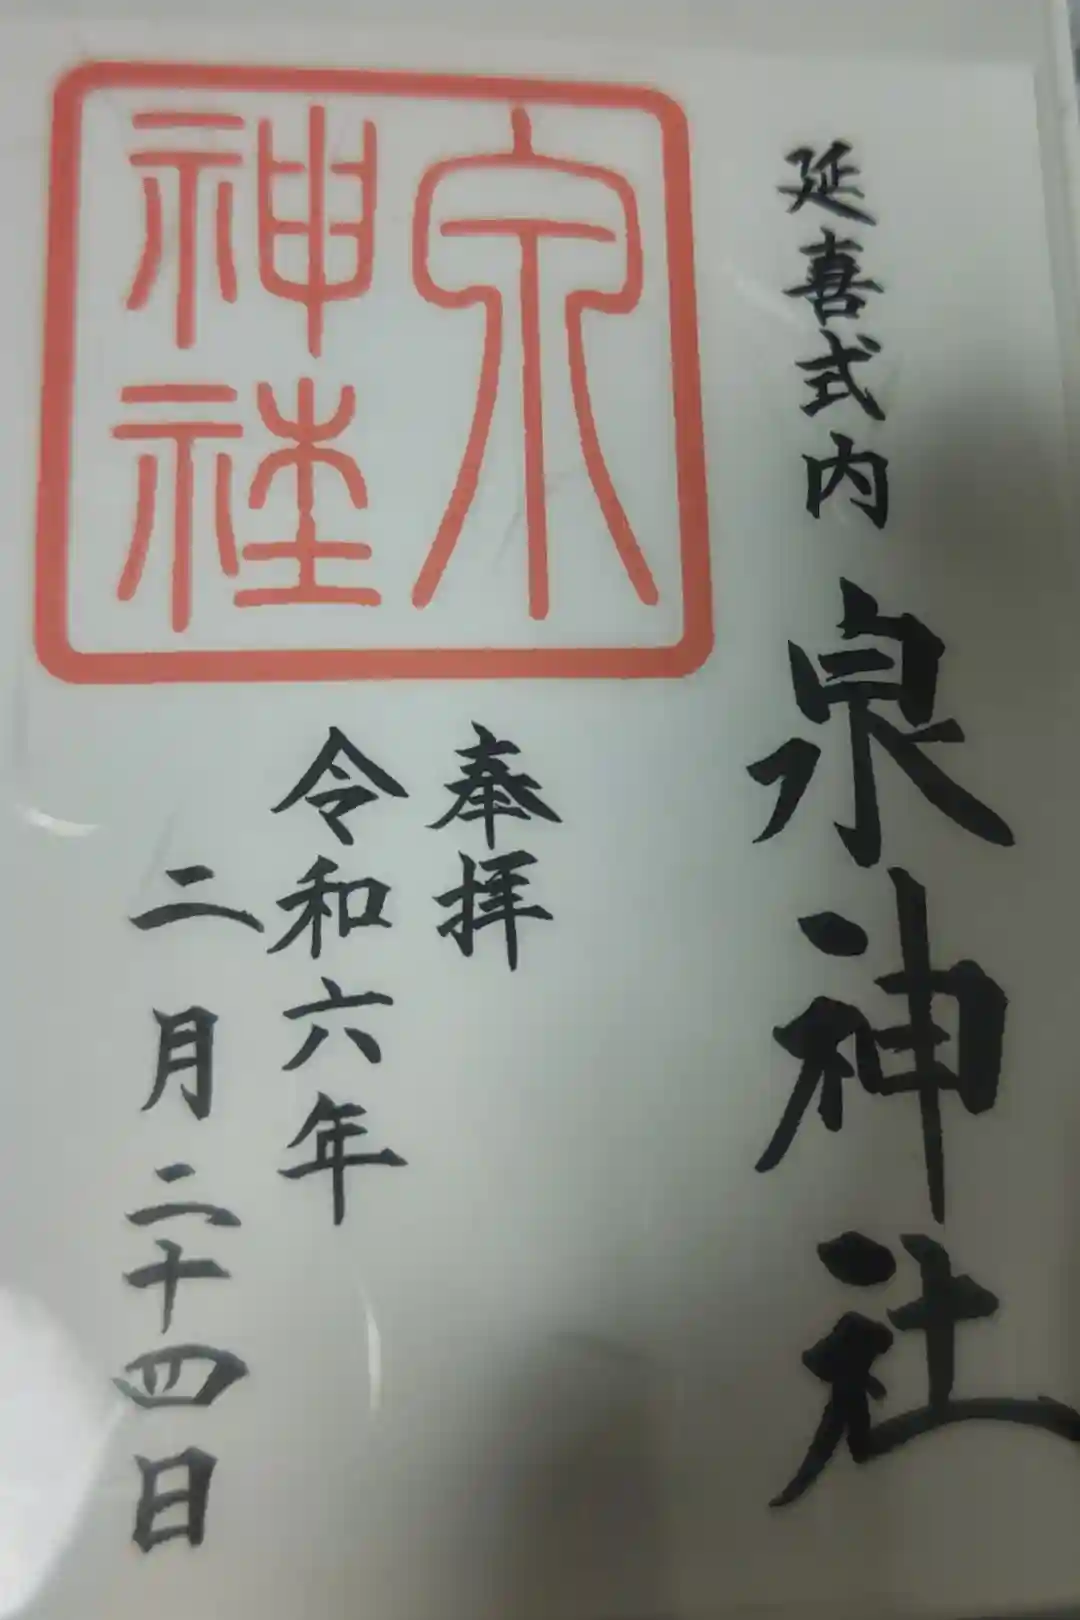 延喜式内 泉神社
泉
神社
奉拝
令和六年
二月二十四日